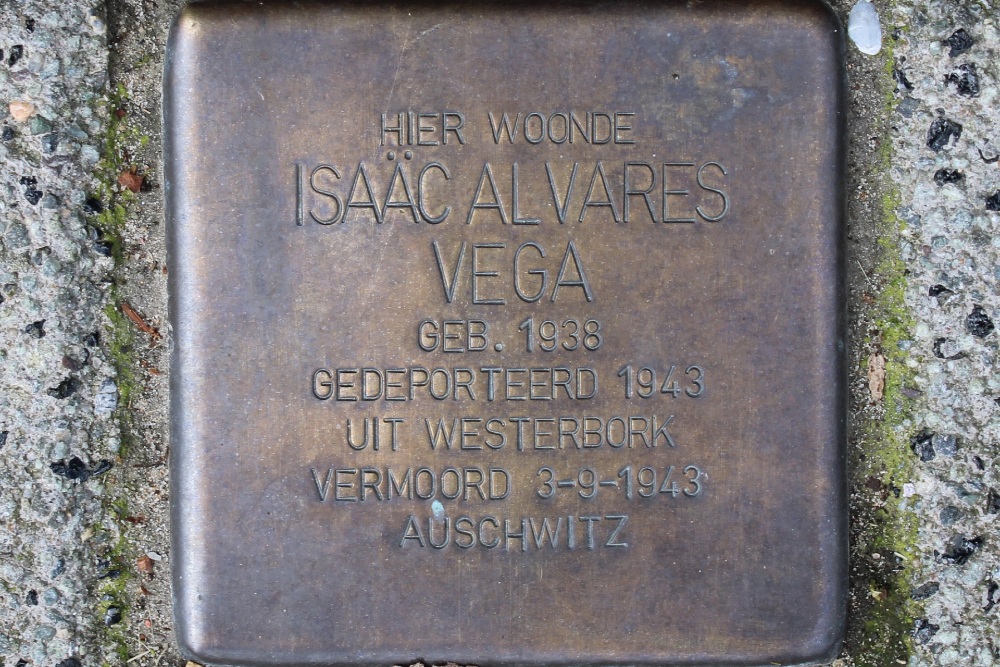 HIER WOONDE
ISAÄC ALVARES
VEGA
GEB. 1938
GEDEPORTEERD 1943
UIT WESTERBORK
VERMOORD 3-9-1943
AUSCHWITZ